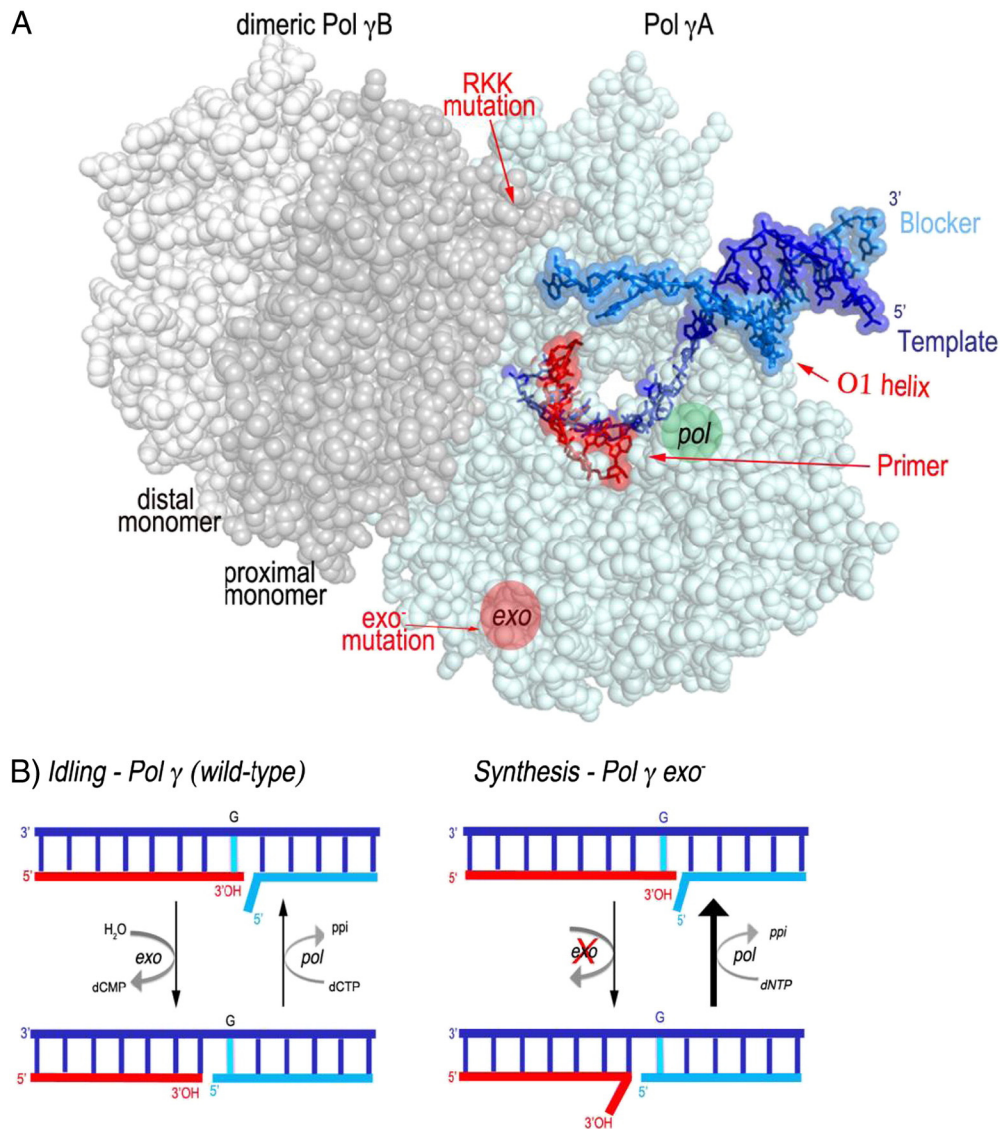 A
dimeric Pol γB
Pol γA
RKK
mutation
3'
Blocker
5'
Template
O1 helix
pol
Primer
distal
monomer
proximal
monomer
exo-
mutation
exo
B) Idling - Pol γ (wild-type)
Synthesis - Pol γ exo-
G
3'
5'
3'OH
5'
H₂O
exo
dCMP
ppi
pol
dCTP
G
3'
5'
3'OH
5'
G
3'
5'
3'OH
5'
exo
X
ppi
pol
dNTP
G
3'
5'
5'
3'OH